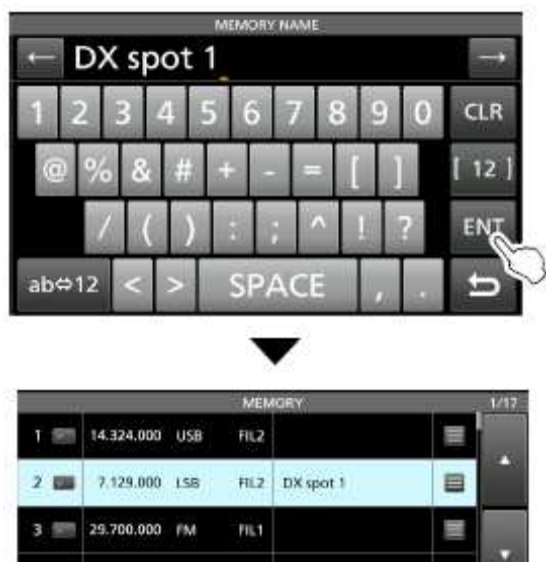 MEMORY NAME
← DX spot 1 →
1 2 3 4 5 6 7 8 9 0 CLR
@ % & # + - = [ ] [ 12 ]
/ ( ) : ; ^ ! ? ENT
ab⇔12 < > SPACE , .
MEMORY 1/17
1 14.324.000 USB FIL2
2 7.129.000 LSB FIL2 DX spot 1
3 29.700.000 FM FIL1